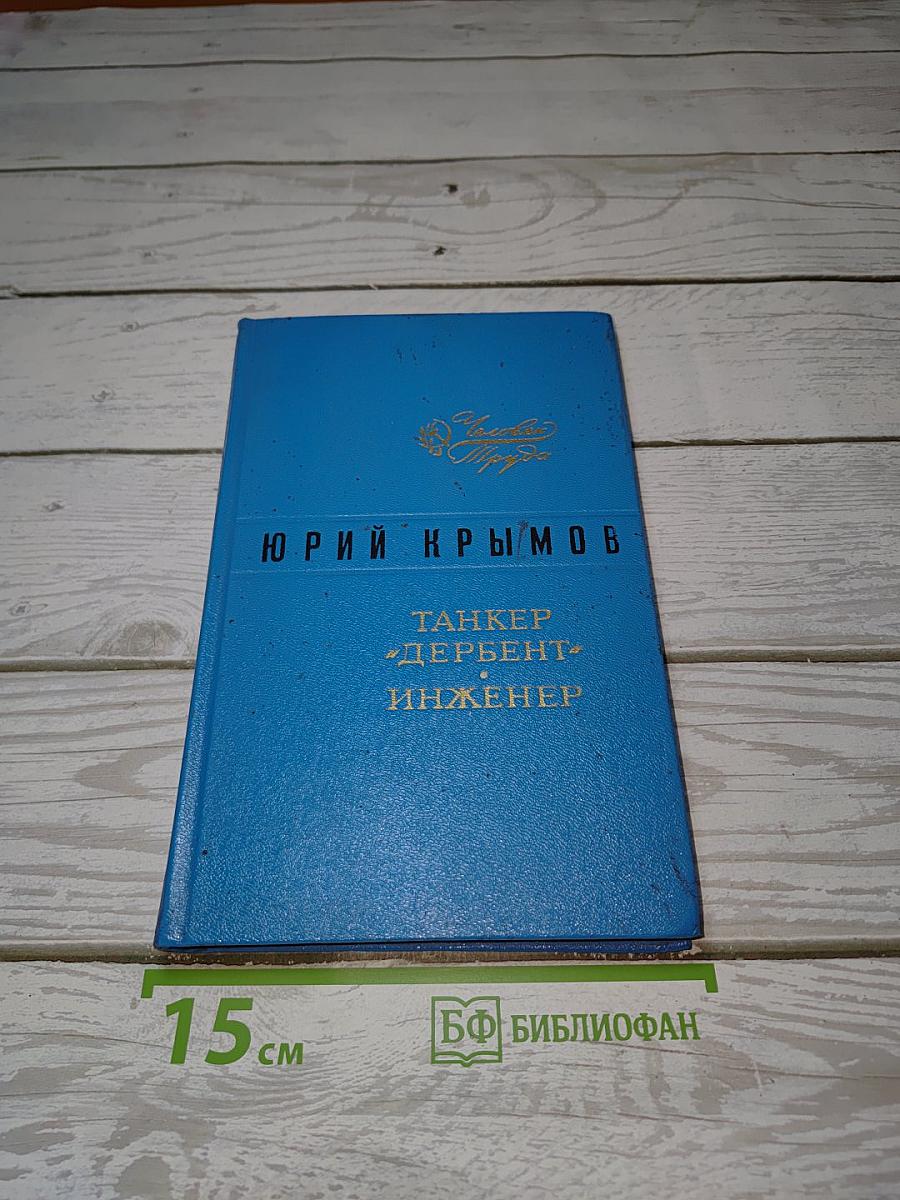 Человек
Труда
ЮРИЙ КРЫМОВ
ТАНКЕР
"ДЕРБЕНТ"
•
ИНЖЕНЕР
15 см
БФ БИБЛИОФАН